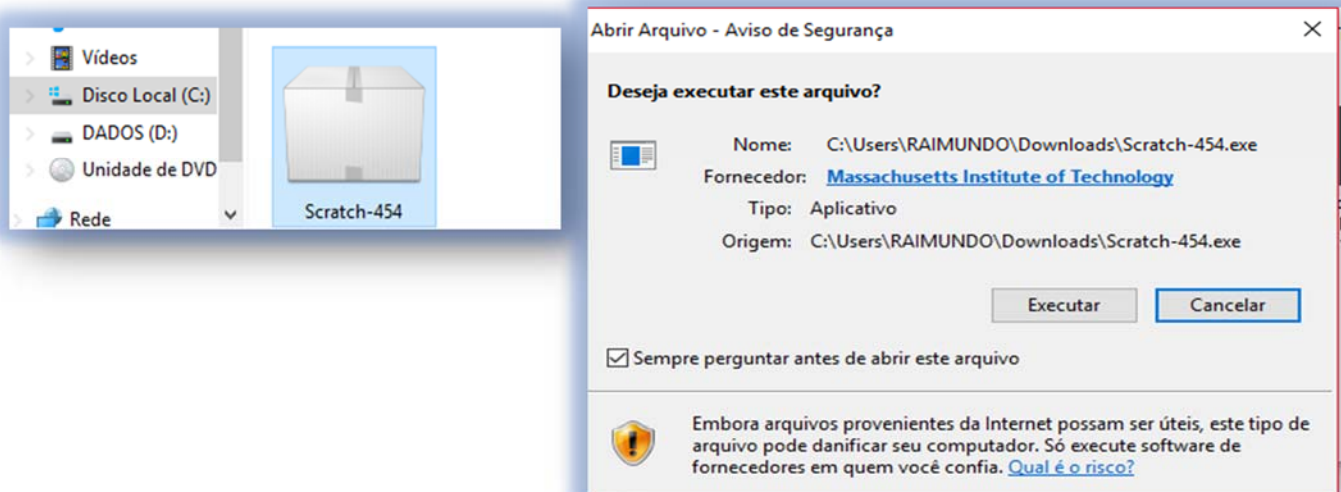 Vídeos
Disco Local (C:)
DADOS (D:)
Unidade de DVD
Rede
Scratch-454
Abrir Arquivo - Aviso de Segurança
Deseja executar este arquivo?
Nome: C:\Users\RAIMUNDO\Downloads\Scratch-454.exe
Fornecedor: Massachusetts Institute of Technology
Tipo: Aplicativo
Origem: C:\Users\RAIMUNDO\Downloads\Scratch-454.exe
Executar Cancelar
Sempre perguntar antes de abrir este arquivo
Embora arquivos provenientes da Internet possam ser úteis, este tipo de
arquivo pode danificar seu computador. Só execute software de
fornecedores em quem você confia. Qual é o risco?